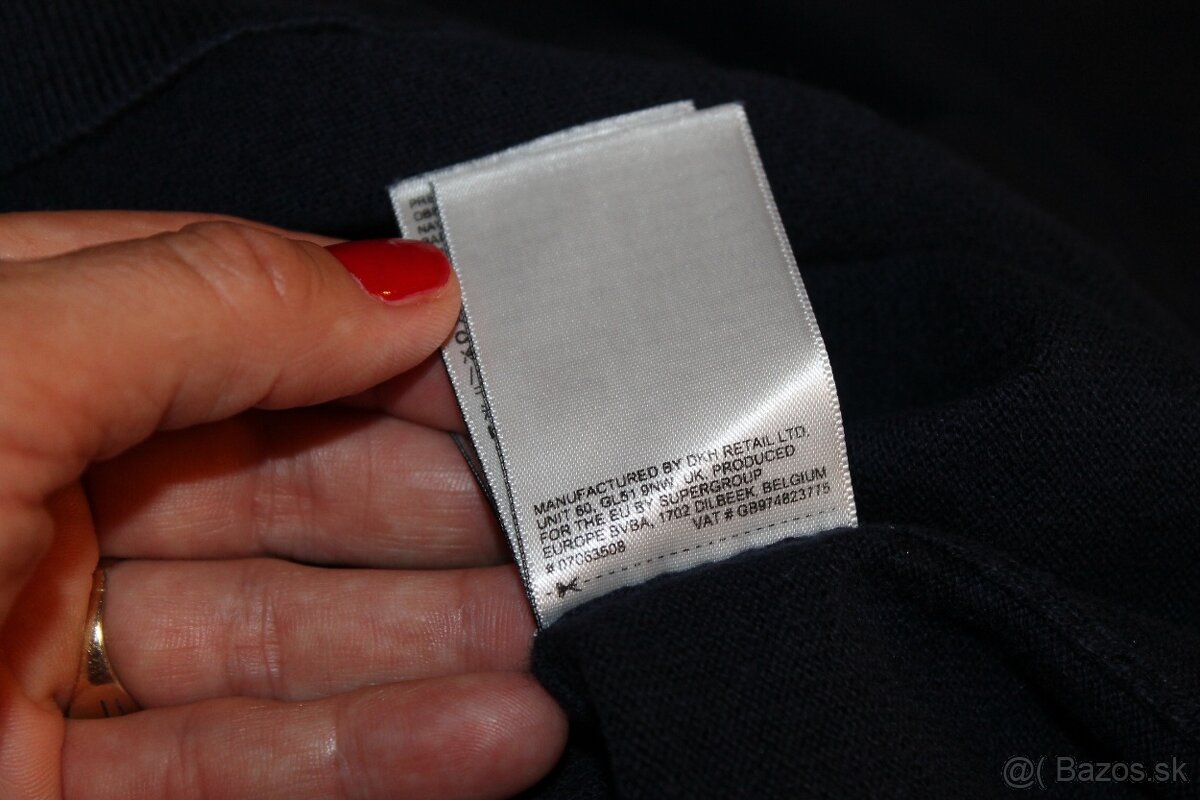 MANUFACTURED BY DKH RETAIL LTD,
UNIT 60, GL51 9NW, UK. PRODUCED
FOR THE EU BY SUPERGROUP
EUROPE BVBA, 1702 DILBEEK, BELGIUM
# 07063508 VAT # GB974823775
@( Bazos.sk